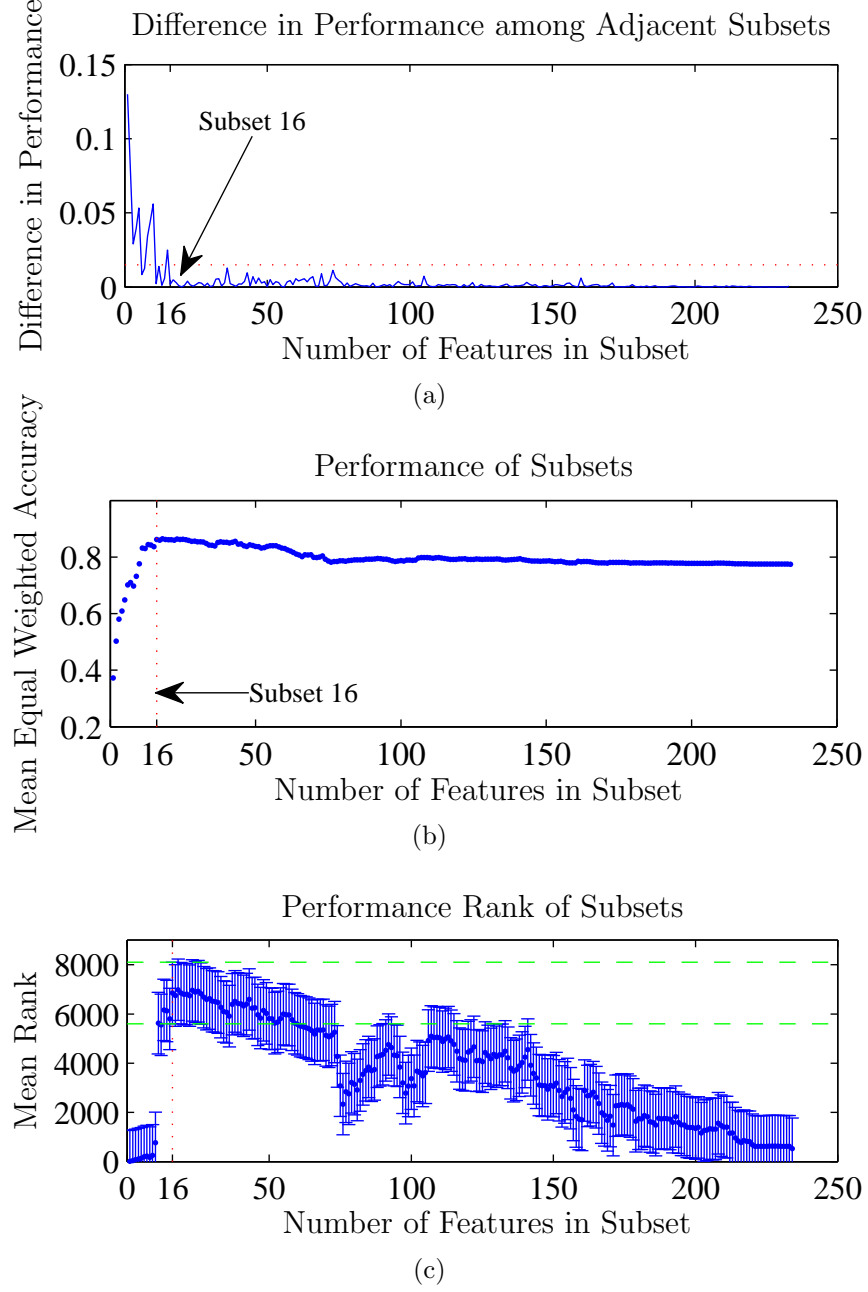 Difference in Performance among Adjacent Subsets
Difference in Performance
0.15
0.1
0.05
0
Subset 16
0 16 50 100 150 200 250
Number of Features in Subset
(a)
Performance of Subsets
Mean Equal Weighted Accuracy
0.8
0.6
0.4
0.2
Subset 16
0 16 50 100 150 200 250
Number of Features in Subset
(b)
Performance Rank of Subsets
Mean Rank
8000
6000
4000
2000
0
0 16 50 100 150 200 250
Number of Features in Subset
(c)